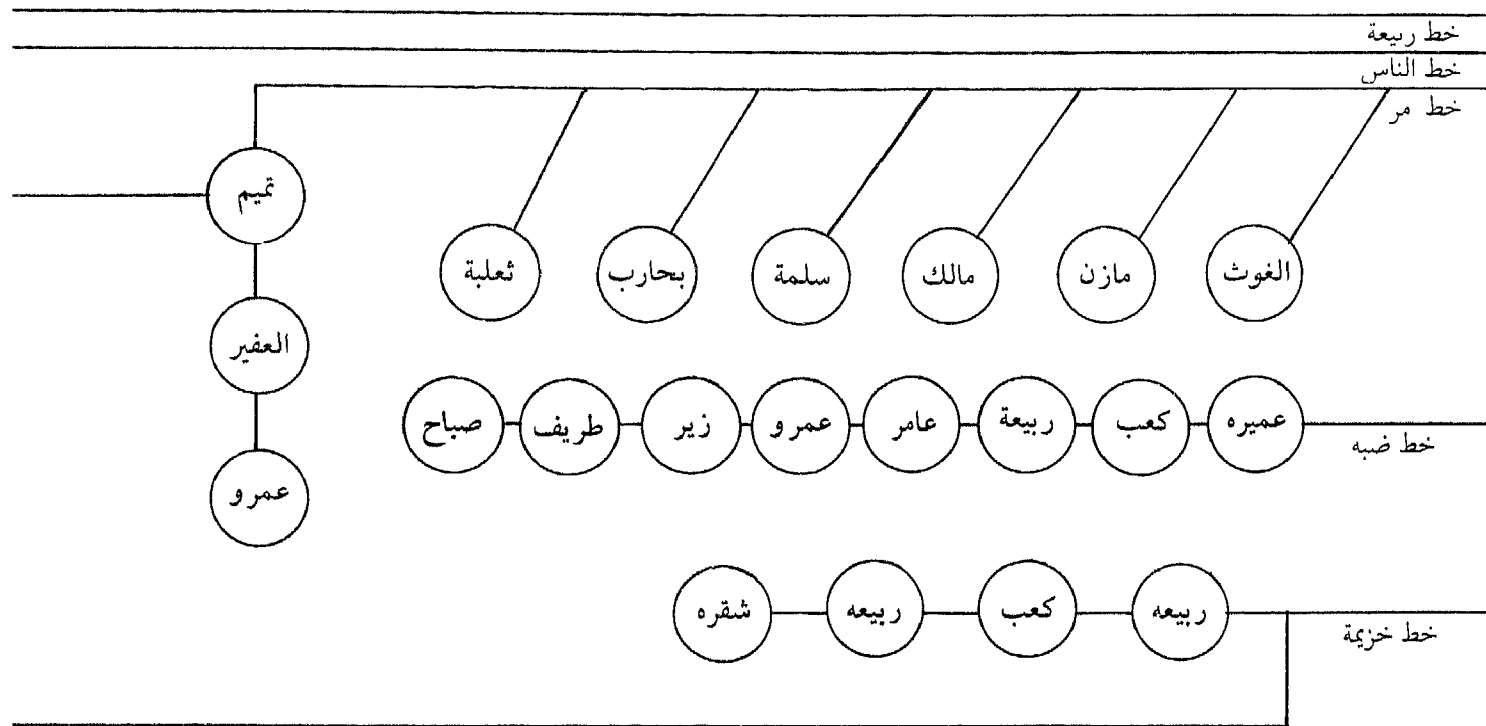 خط ربيعة
خط الناس
خط مر
تميم
الغوث مازن مالك سلمة بحارب ثعلبة
العفير
عميره كعب ربيعة عامر عمرو زير طريف صباح
خط ضبه
عمرو
ربيعه كعب ربيعه شقره
خط خزيمة